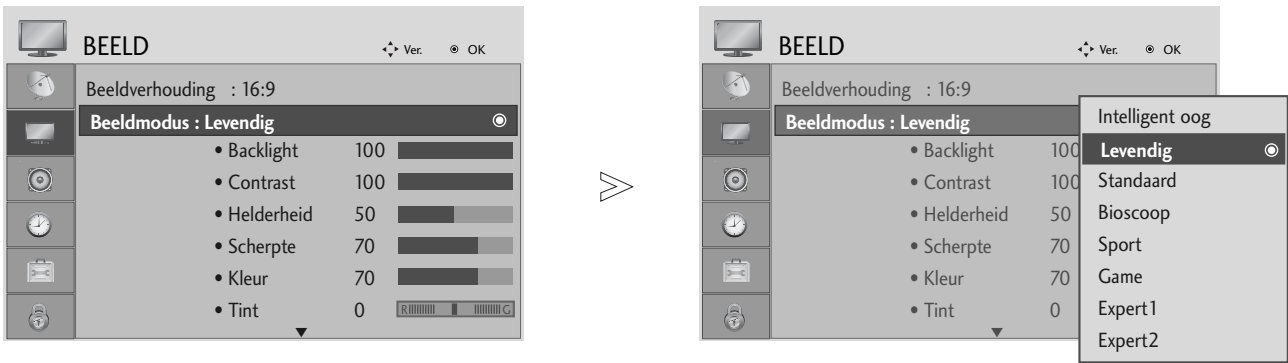 BEELD
Ver. OK
Beeldverhouding : 16:9
Beeldmodus : Levendig
• Backlight 100
• Contrast 100
• Helderheid 50
• Scherpte 70
• Kleur 70
• Tint 0 R G
BEELD
Ver. OK
Beeldverhouding : 16:9
Beeldmodus : Levendig
• Backlight 100
• Contrast 100
• Helderheid 50
• Scherpte 70
• Kleur 70
• Tint 0
Intelligent oog
Levendig
Standaard
Bioscoop
Sport
Game
Expert1
Expert2